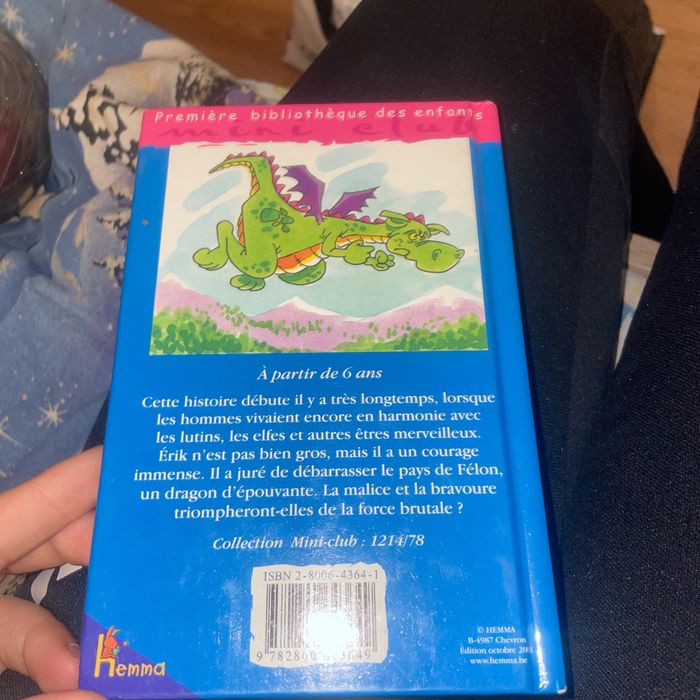 Première bibliothèque des enfants
mini club
À partir de 6 ans
Cette histoire débute il y a très longtemps, lorsque
les hommes vivaient encore en harmonie avec
les lutins, les elfes et autres êtres merveilleux.
Érik n'est pas bien gros, mais il a un courage
immense. Il a juré de débarrasser le pays de Félon,
un dragon d'épouvante. La malice et la bravoure
triompheront-elles de la force brutale ?
Collection Mini-club : 1214/78
ISBN 2-8006-4364-1
© HEMMA
B-4987 Chevron
Édition octobre
www.hemma.be
Hemma